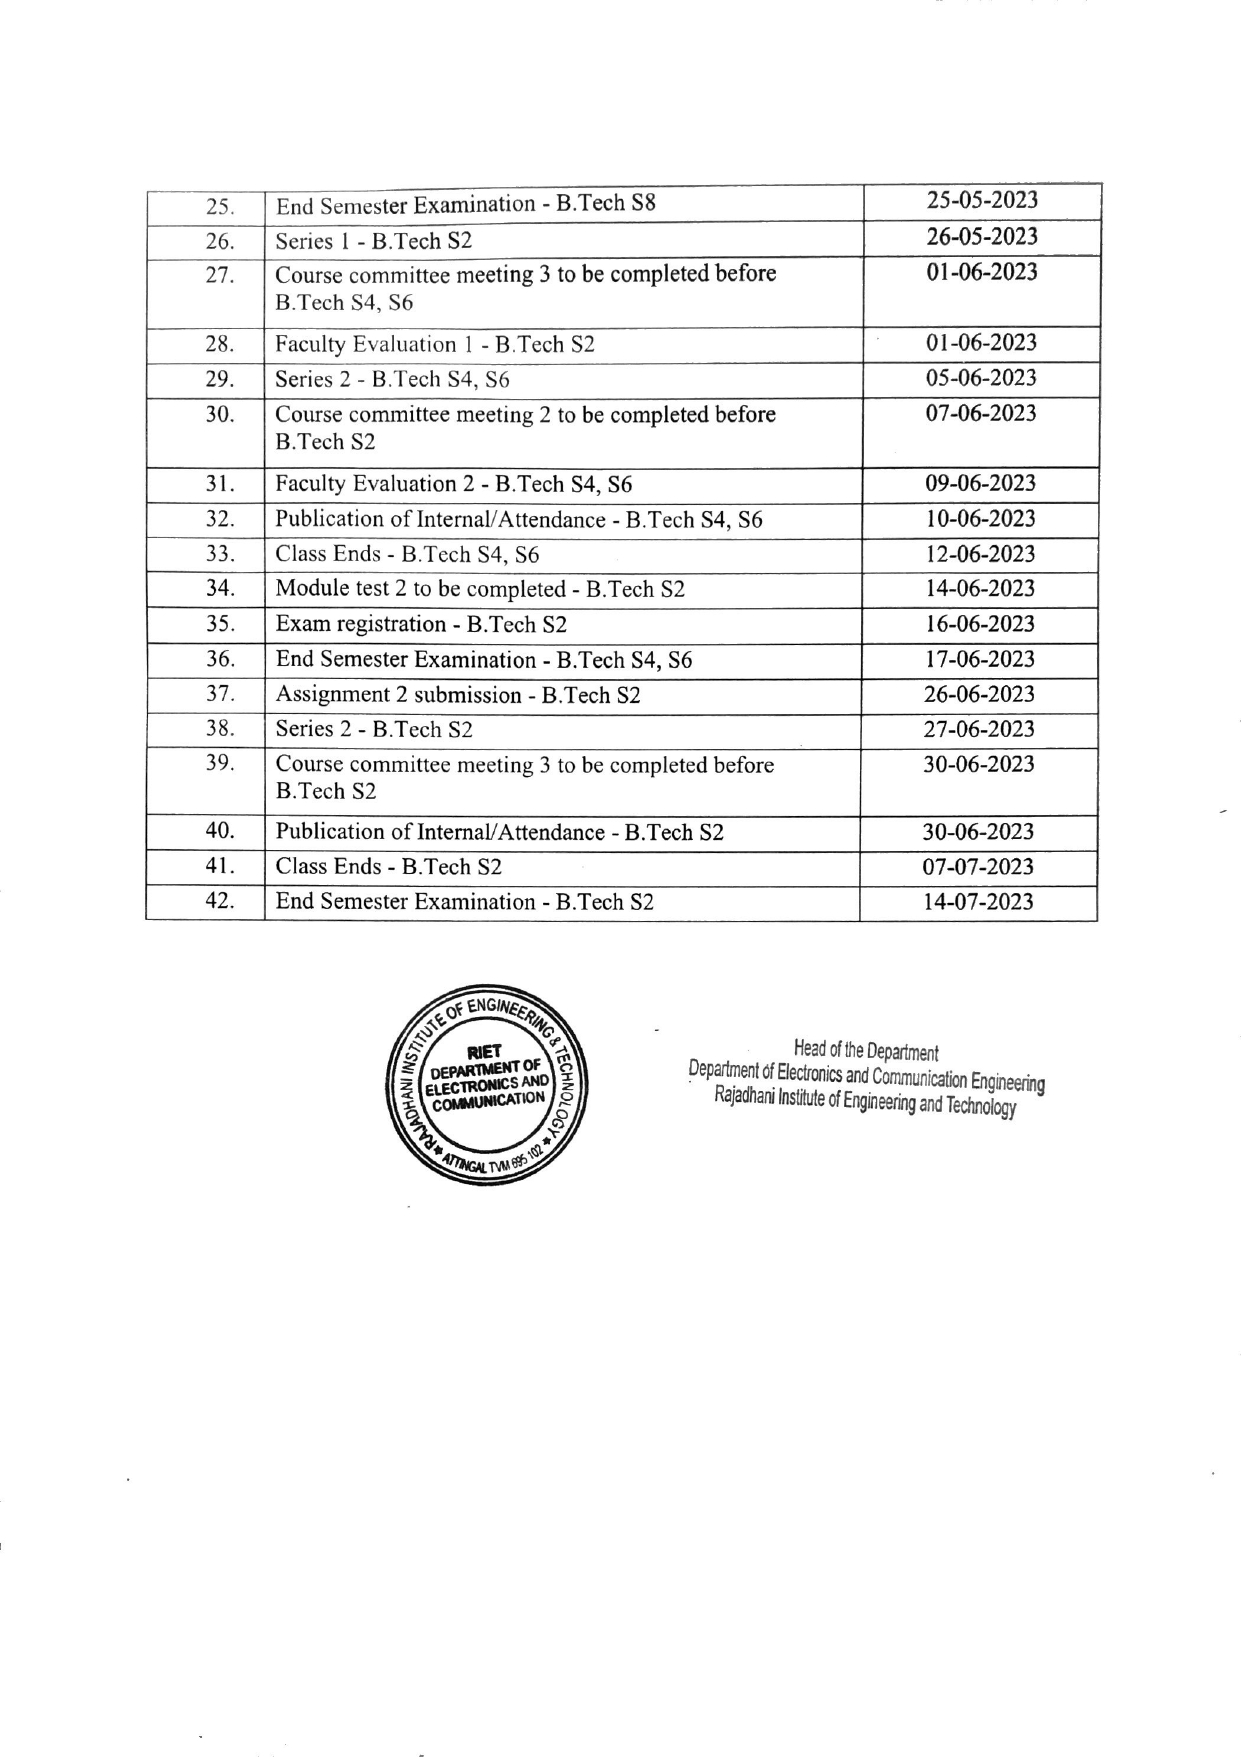 25. End Semester Examination - B.Tech S8 25-05-2023
26. Series 1 - B.Tech S2 26-05-2023
27. Course committee meeting 3 to be completed before 01-06-2023
B.Tech S4, S6
28. Faculty Evaluation 1 - B.Tech S2 01-06-2023
29. Series 2 - B.Tech S4, S6 05-06-2023
30. Course committee meeting 2 to be completed before 07-06-2023
B.Tech S2
31. Faculty Evaluation 2 - B.Tech S4, S6 09-06-2023
32. Publication of Internal/Attendance - B.Tech S4, S6 10-06-2023
33. Class Ends - B.Tech S4, S6 12-06-2023
34. Module test 2 to be completed - B.Tech S2 14-06-2023
35. Exam registration - B.Tech S2 16-06-2023
36. End Semester Examination - B.Tech S4, S6 17-06-2023
37. Assignment 2 submission - B.Tech S2 26-06-2023
38. Series 2 - B.Tech S2 27-06-2023
39. Course committee meeting 3 to be completed before 30-06-2023
B.Tech S2
40. Publication of Internal/Attendance - B.Tech S2 30-06-2023
41. Class Ends - B.Tech S2 07-07-2023
42. End Semester Examination - B.Tech S2 14-07-2023
RAJADHANI INSTITUTE OF ENGINEERING & TECHNOLOGY
RIET
DEPARTMENT OF
ELECTRONICS AND
COMMUNICATION
ATTINGAL TVM 695 102
Head of the Department
Department of Electronics and Communication Engineering
Rajadhani Institute of Engineering and Technology